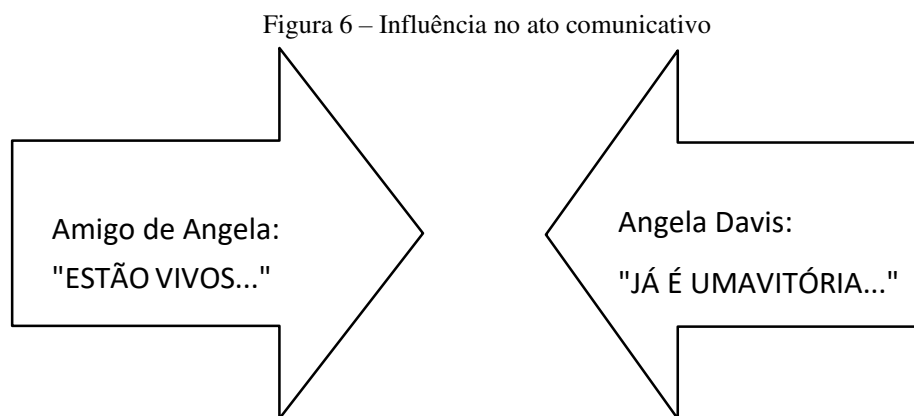 Figura 6 – Influência no ato comunicativo
Amigo de Angela:
"ESTÃO VIVOS..."
Angela Davis:
"JÁ É UMAVITÓRIA..."